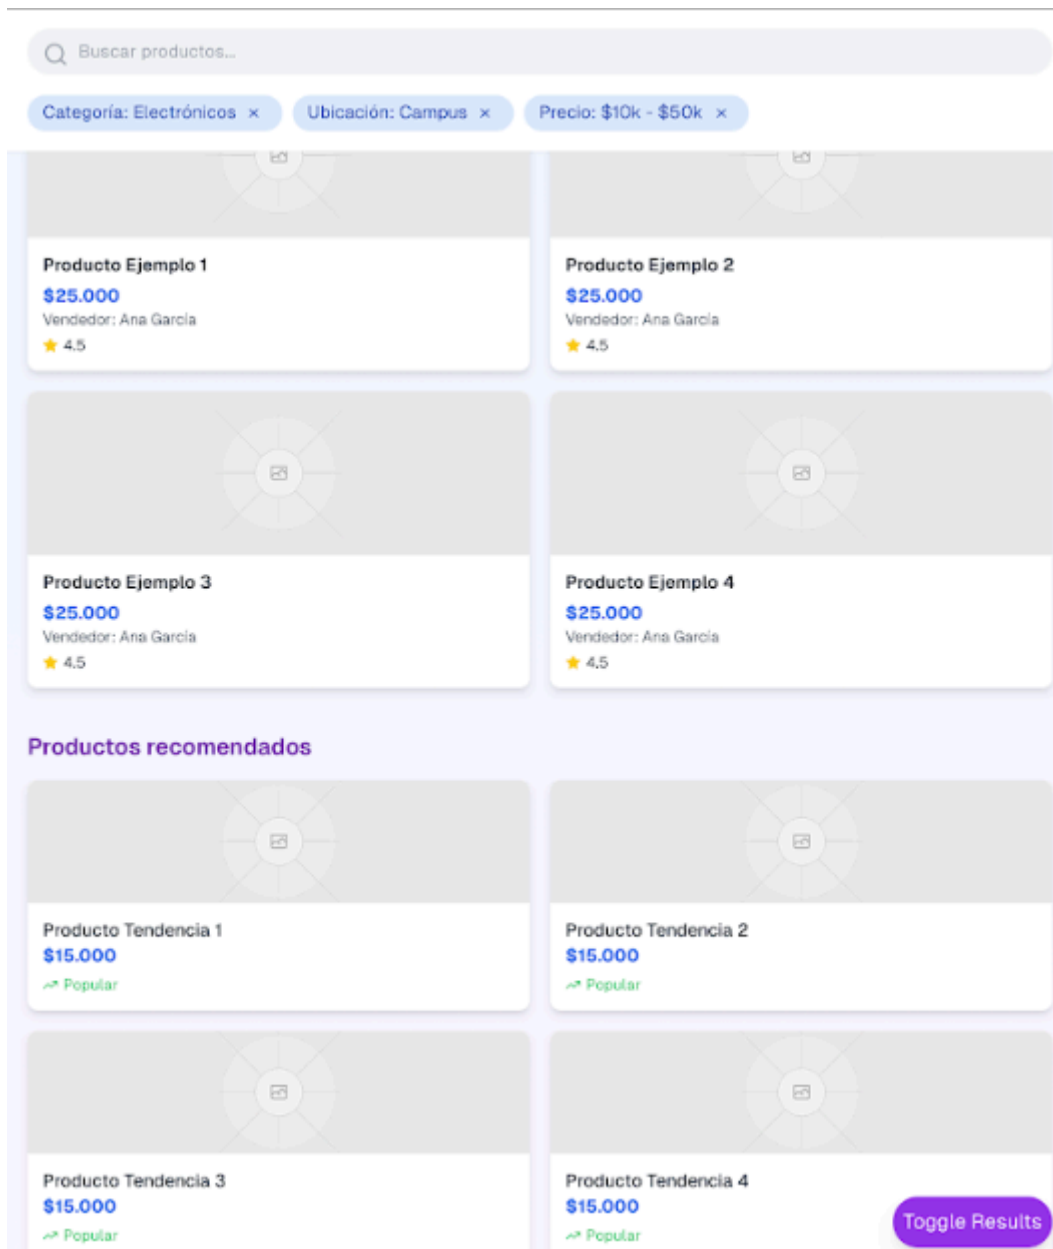 Buscar productos...
Categoría: Electrónicos ×
Ubicación: Campus ×
Precio: $10k - $50k ×
Producto Ejemplo 1
$25.000
Vendedor: Ana García
4.5
Producto Ejemplo 2
$25.000
Vendedor: Ana García
4.5
Producto Ejemplo 3
$25.000
Vendedor: Ana García
4.5
Producto Ejemplo 4
$25.000
Vendedor: Ana García
4.5
Productos recomendados
Producto Tendencia 1
$15.000
Popular
Producto Tendencia 2
$15.000
Popular
Producto Tendencia 3
$15.000
Popular
Producto Tendencia 4
$15.000
Popular
Toggle Results